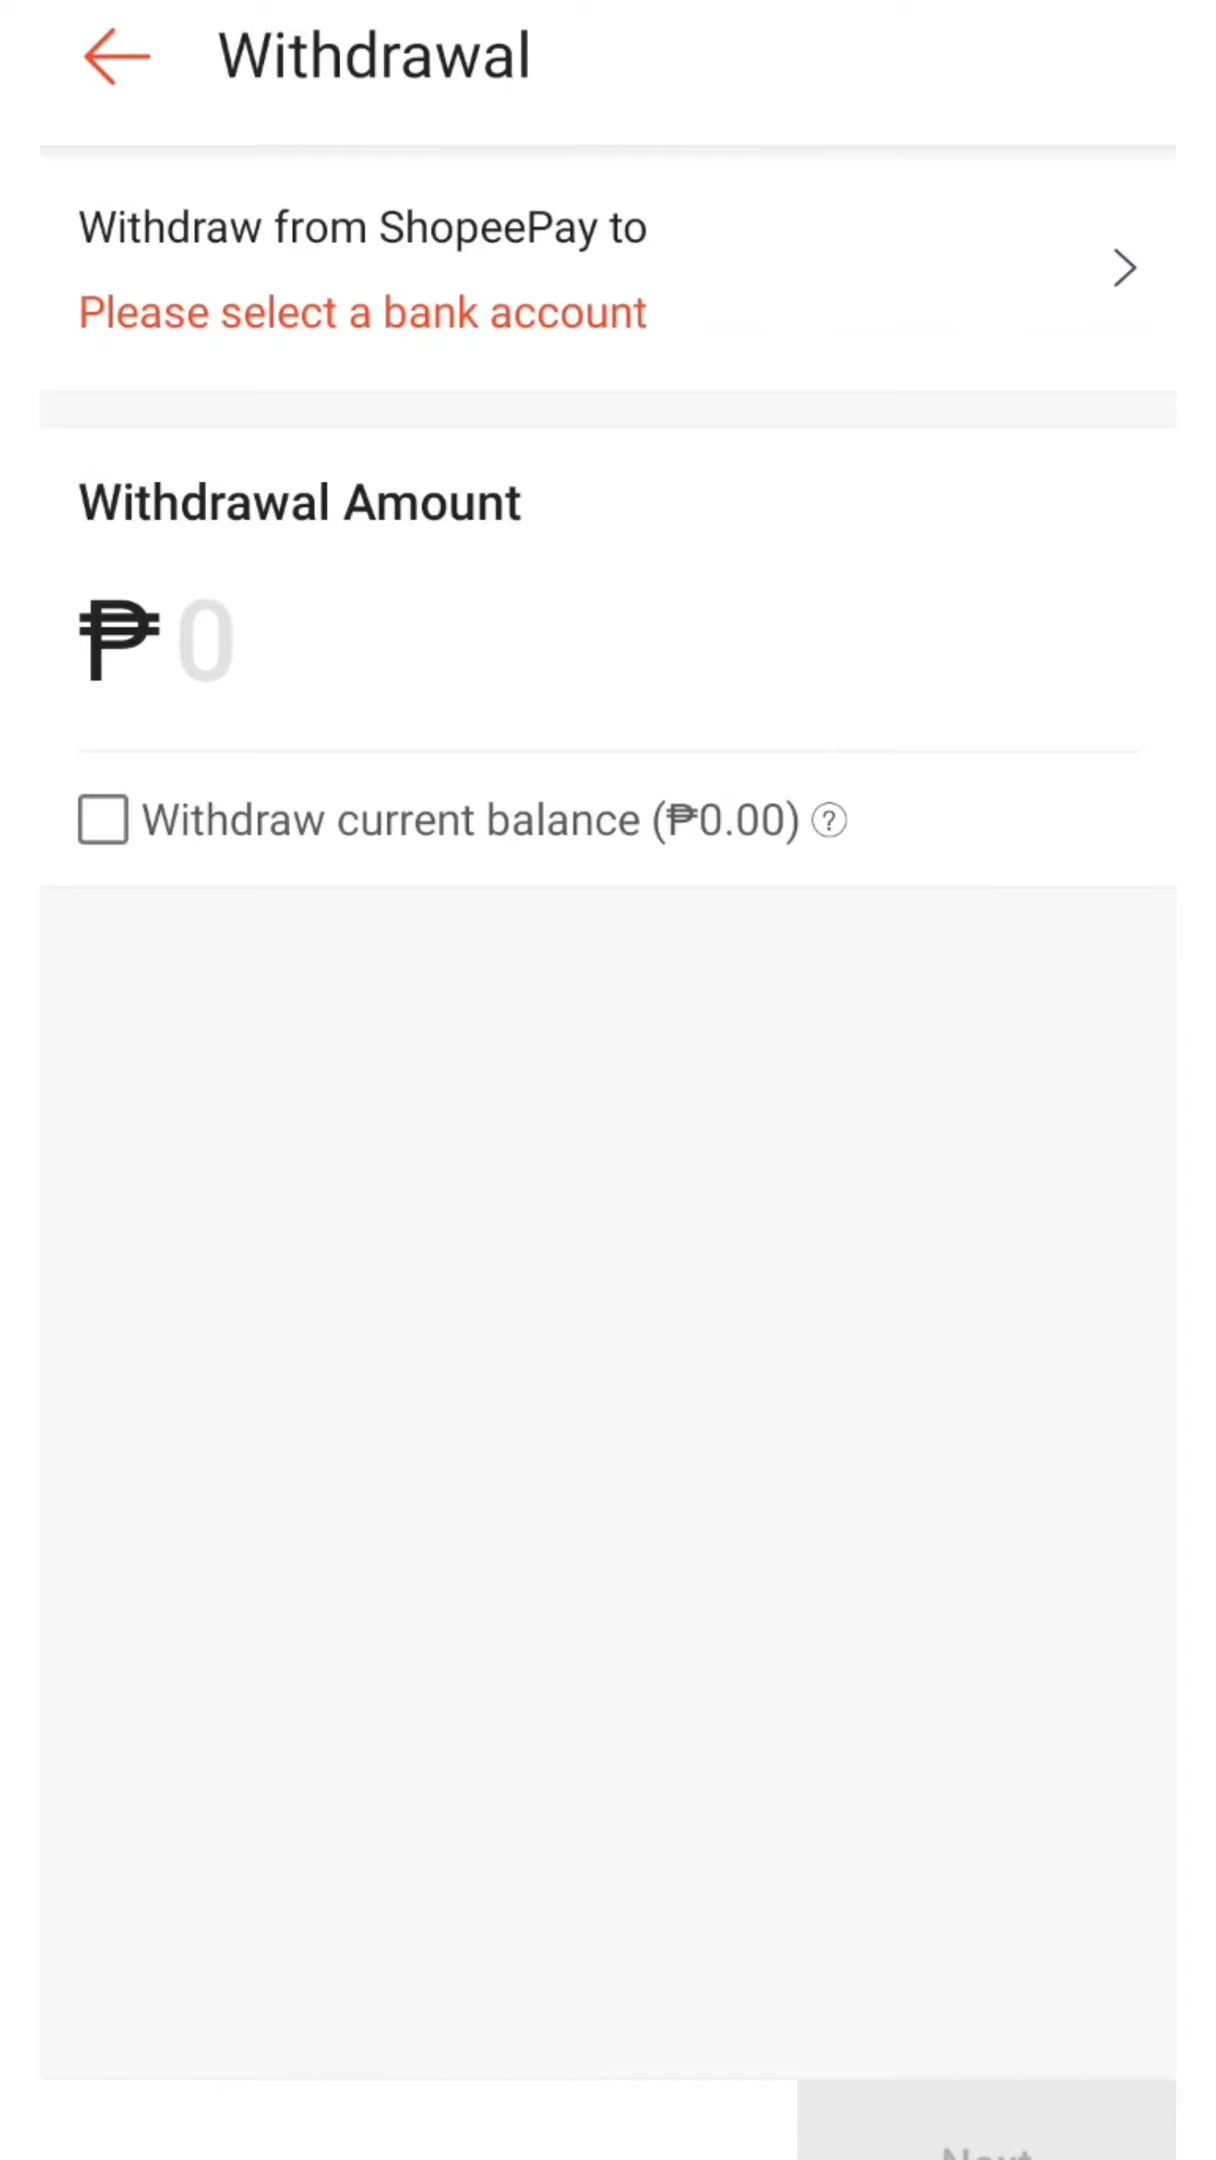 Withdrawal
Withdraw from ShopeePay to
Please select a bank account
Withdrawal Amount
₱ 0
Withdraw current balance (₱0.00) ?
Next